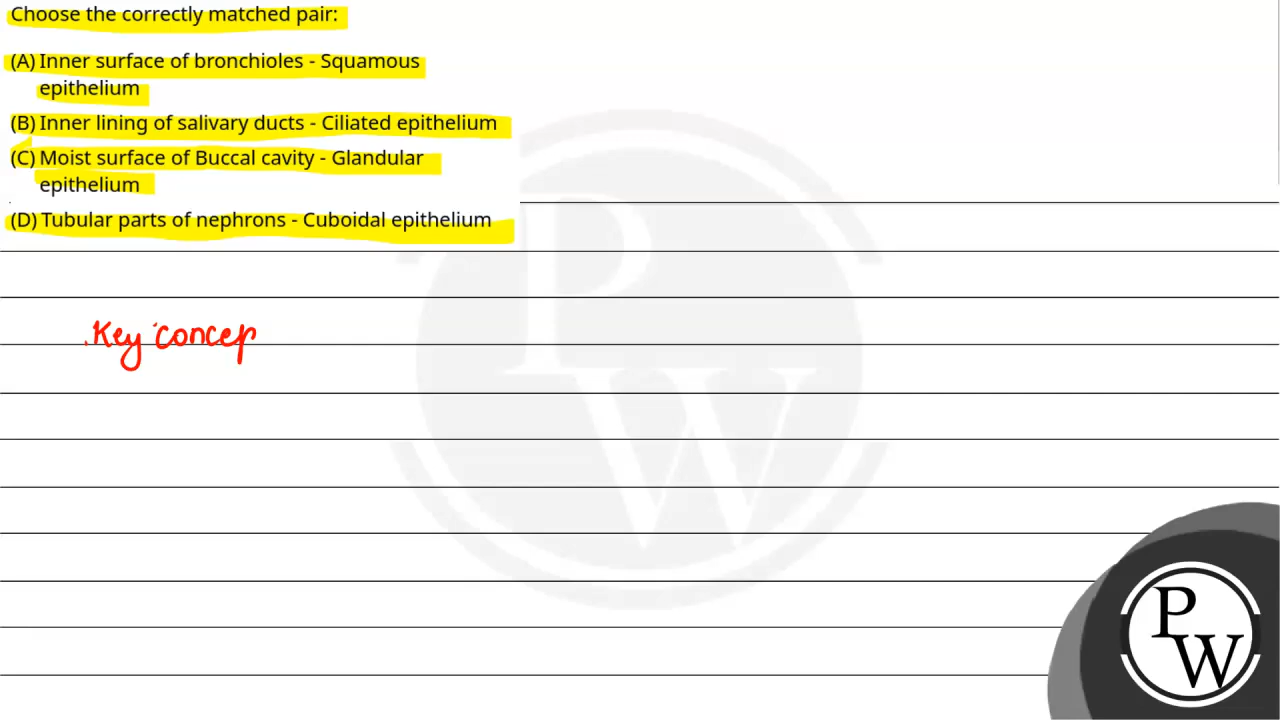 Choose the correctly matched pair:
(A) Inner surface of bronchioles - Squamous
epithelium
(B) Inner lining of salivary ducts - Ciliated epithelium
(C) Moist surface of Buccal cavity - Glandular
epithelium
(D) Tubular parts of nephrons - Cuboidal epithelium
Key concep
P
W
P
W